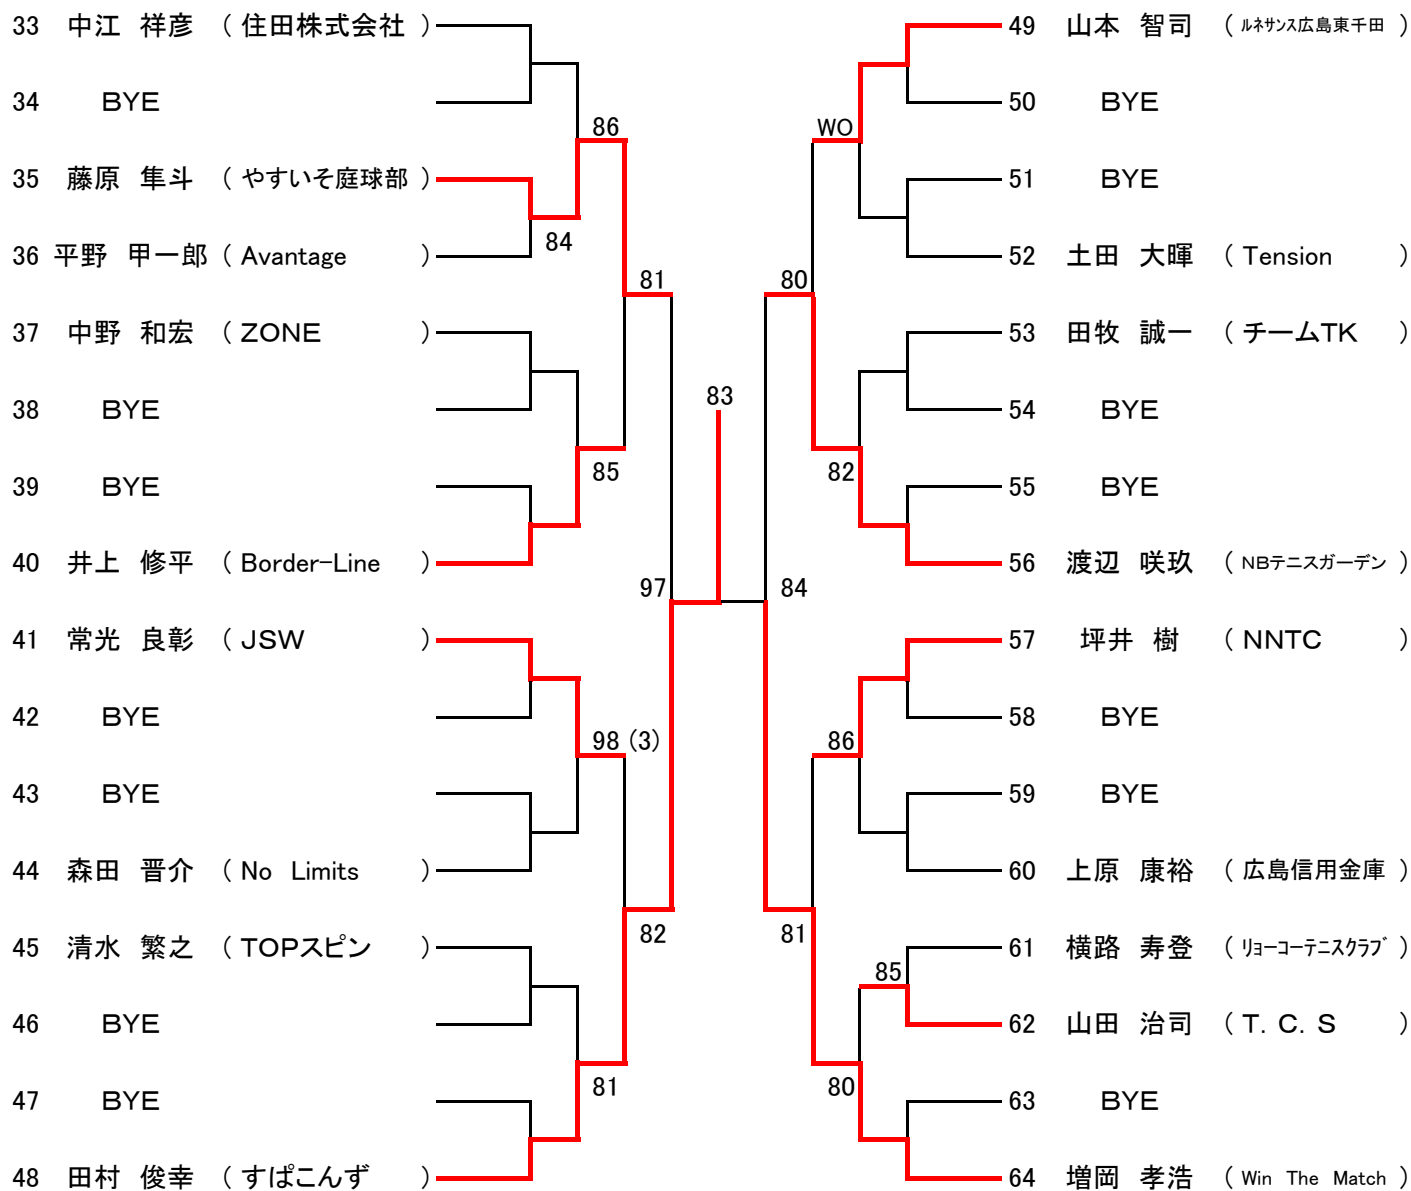 33 中江 祥彦 ( 住田株式会社 )
34 BYE
35 藤原 隼斗 ( やすいそ庭球部 )
36 平野 甲一郎 ( Avantage )
37 中野 和宏 ( ZONE )
38 BYE
39 BYE
40 井上 修平 ( Border-Line )
41 常光 良彰 ( JSW )
42 BYE
43 BYE
44 森田 晋介 ( No Limits )
45 清水 繁之 ( TOPスピン )
46 BYE
47 BYE
48 田村 俊幸 ( すぱこんず )
86
84
81
85
97
98 (3)
82
81
83
WO
80
82
84
86
81
85
80
49 山本 智司 ( ルネサンス広島東千田 )
50 BYE
51 BYE
52 土田 大暉 ( Tension )
53 田牧 誠一 ( チームTK )
54 BYE
55 BYE
56 渡辺 咲玖 ( NBテニスガーデン )
57 坪井 樹 ( NNTC )
58 BYE
59 BYE
60 上原 康裕 ( 広島信用金庫 )
61 横路 寿登 ( リョーコーテニスクラブ )
62 山田 治司 ( T. C. S )
63 BYE
64 増岡 孝浩 ( Win The Match )